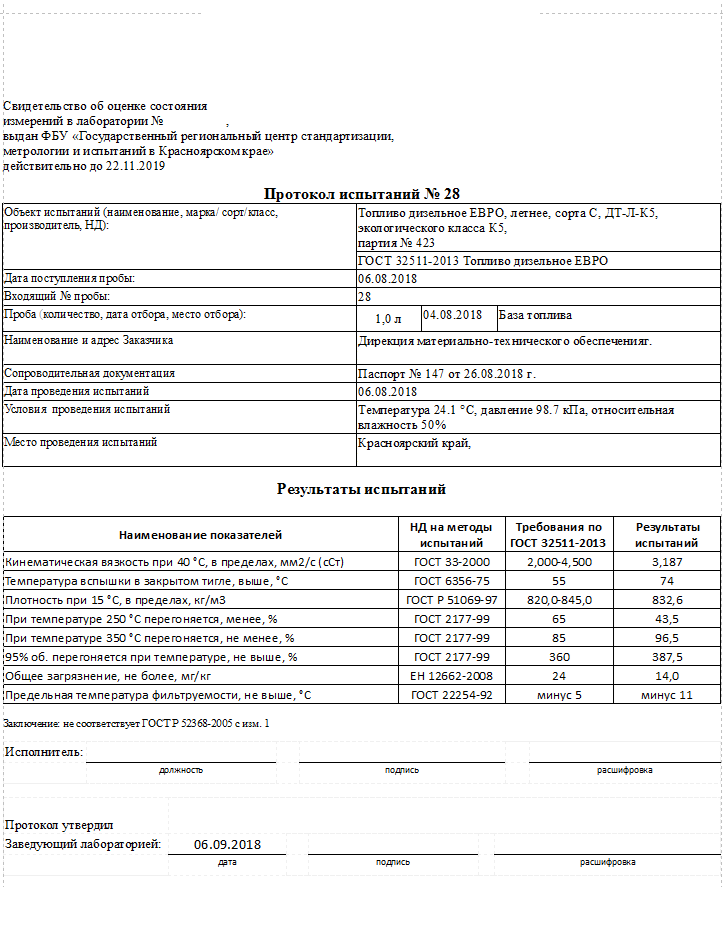 Свидетельство об оценке состояния
измерений в лаборатории № ,
выдан ФБУ «Государственный региональный центр стандартизации,
метрологии и испытаний в Красноярском крае»
действительно до 22.11.2019
Протокол испытаний № 28
Объект испытаний (наименование, марка/ сорт/класс,
производитель, НД):
Топливо дизельное ЕВРО, летнее, сорта С, ДТ-Л-К5,
экологического класса К5,
партия № 423
ГОСТ 32511-2013 Топливо дизельное ЕВРО
Дата поступления пробы: 06.08.2018
Входящий № пробы: 28
Проба (количество, дата отбора, место отбора): 1,0 л 04.08.2018 База топлива
Наименование и адрес Заказчика Дирекция материально-технического обеспеченияг.
Сопроводительная документация Паспорт № 147 от 26.08.2018 г.
Дата проведения испытаний 06.08.2018
Условия проведения испытаний Температура 24.1 °С, давление 98.7 кПа, относительная
влажность 50%
Место проведения испытаний Красноярский край,
Результаты испытаний
Наименование показателей НД на методы испытаний Требования по ГОСТ 32511-2013 Результаты испытаний
Кинематическая вязкость при 40 °С, в пределах, мм2/с (сСт) ГОСТ 33-2000 2,000-4,500 3,187
Температура вспышки в закрытом тигле, выше, °С ГОСТ 6356-75 55 74
Плотность при 15 °С, в пределах, кг/м3 ГОСТ Р 51069-97 820,0-845,0 832,6
При температуре 250 °С перегоняется, менее, % ГОСТ 2177-99 65 43,5
При температуре 350 °С перегоняется, не менее, % ГОСТ 2177-99 85 96,5
95% об. перегоняется при температуре, не выше, % ГОСТ 2177-99 360 387,5
Общее загрязнение, не более, мг/кг ЕН 12662-2008 24 14,0
Предельная температура фильтруемости, не выше, °С ГОСТ 22254-92 минус 5 минус 11
Заключение: не соответствует ГОСТ Р 52368-2005 с изм. 1
Исполнитель:
должность подпись расшифровка
Протокол утвердил
Заведующий лабораторией: 06.09.2018
дата подпись расшифровка